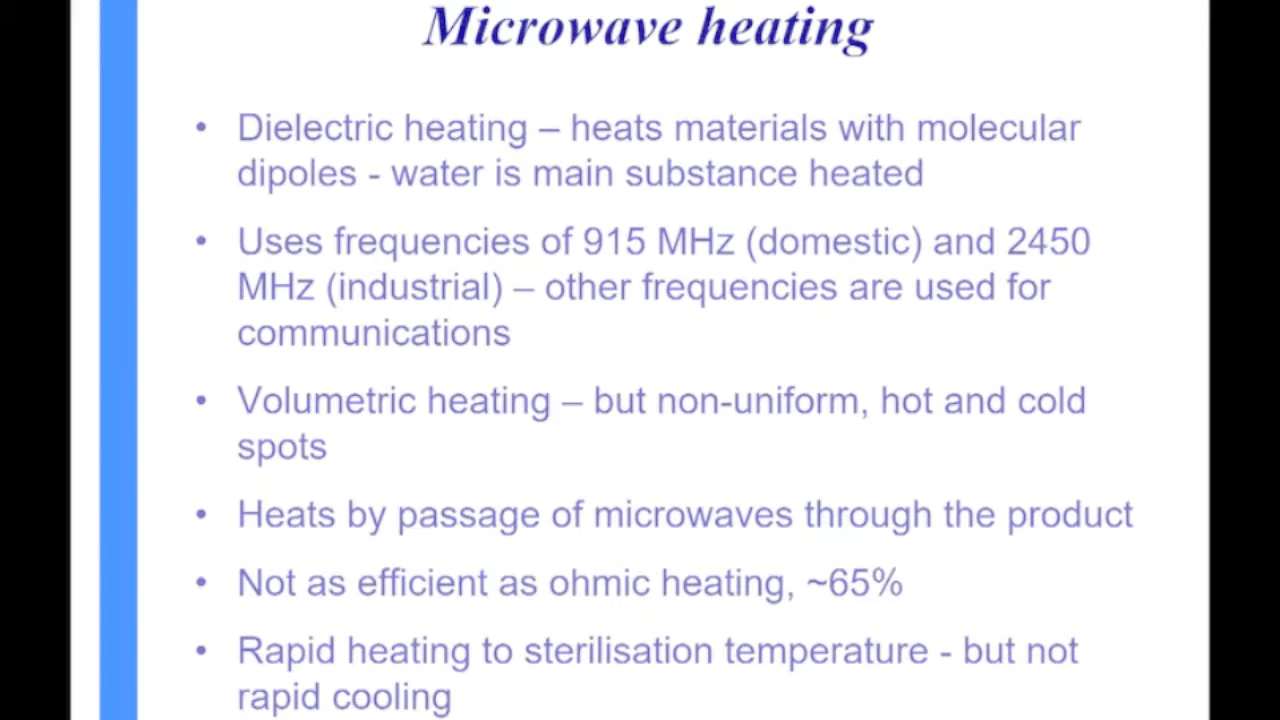 Microwave heating
• Dielectric heating – heats materials with molecular
dipoles - water is main substance heated
• Uses frequencies of 915 MHz (domestic) and 2450
MHz (industrial) – other frequencies are used for
communications
• Volumetric heating – but non-uniform, hot and cold
spots
• Heats by passage of microwaves through the product
• Not as efficient as ohmic heating, ~65%
• Rapid heating to sterilisation temperature - but not
rapid cooling